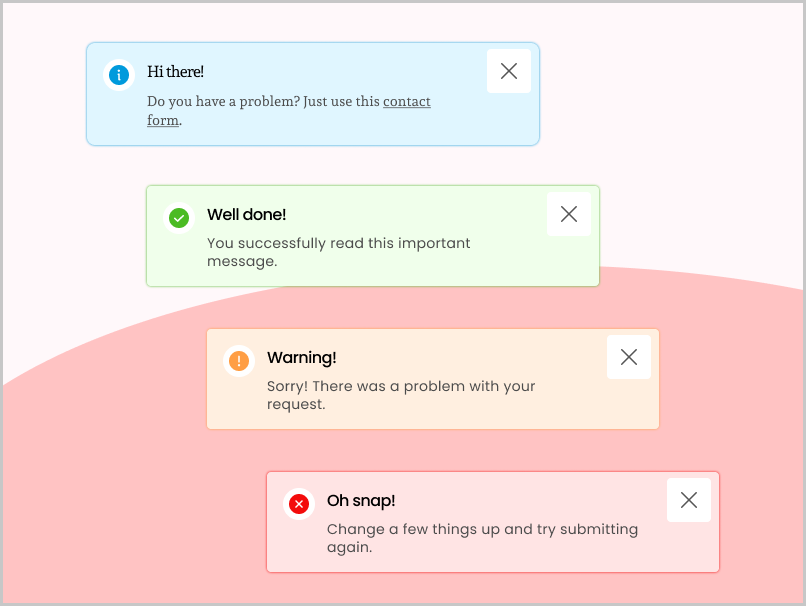 Hi there!
Do you have a problem? Just use this contact
form.
Well done!
You successfully read this important
message.
Warning!
Sorry! There was a problem with your
request.
Oh snap!
Change a few things up and try submitting
again.